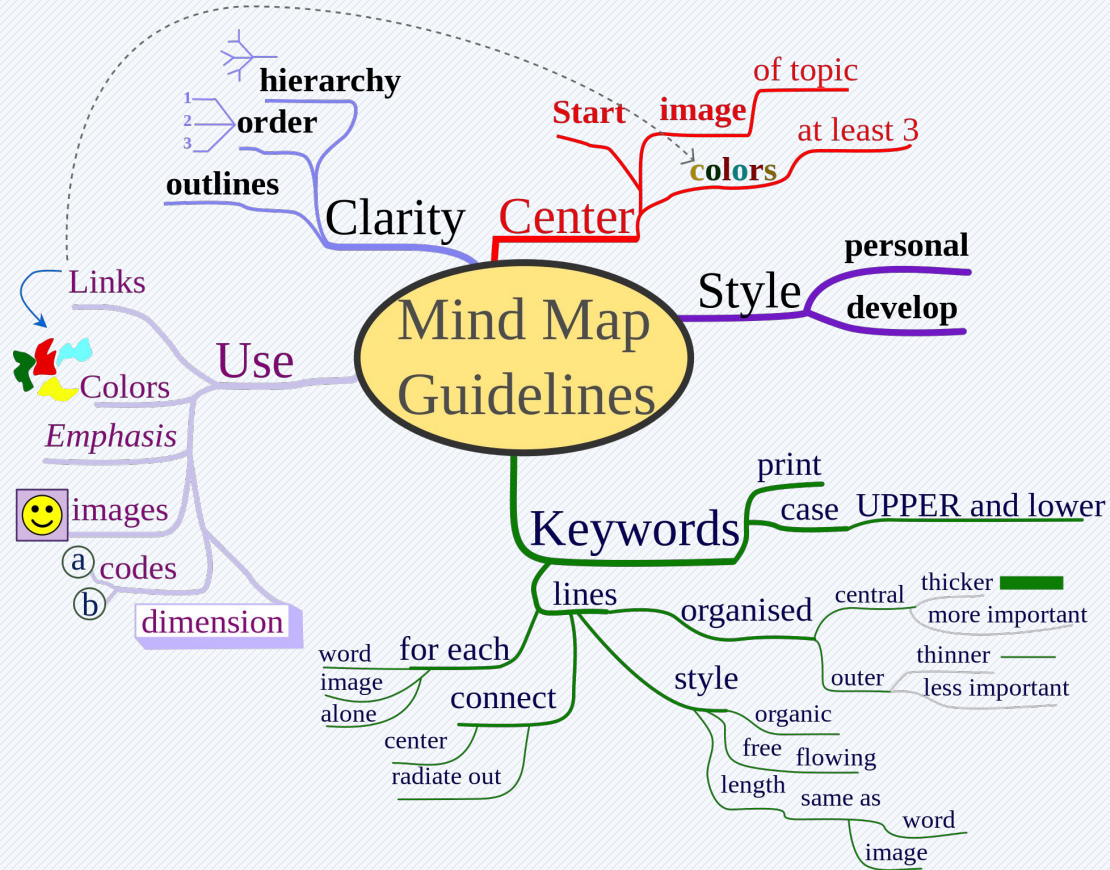 Mind Map
Guidelines
Clarity
hierarchy
order
1
2
3
outlines
Center
Start
image
of topic
colors
at least 3
Style
personal
develop
Use
Links
Colors
Emphasis
images
codes
a
b
dimension
Keywords
print
case
UPPER and lower
lines
organised
central
thicker
more important
outer
thinner
less important
style
organic
free flowing
length
same as
word
image
for each
word
image
alone
connect
center
radiate out